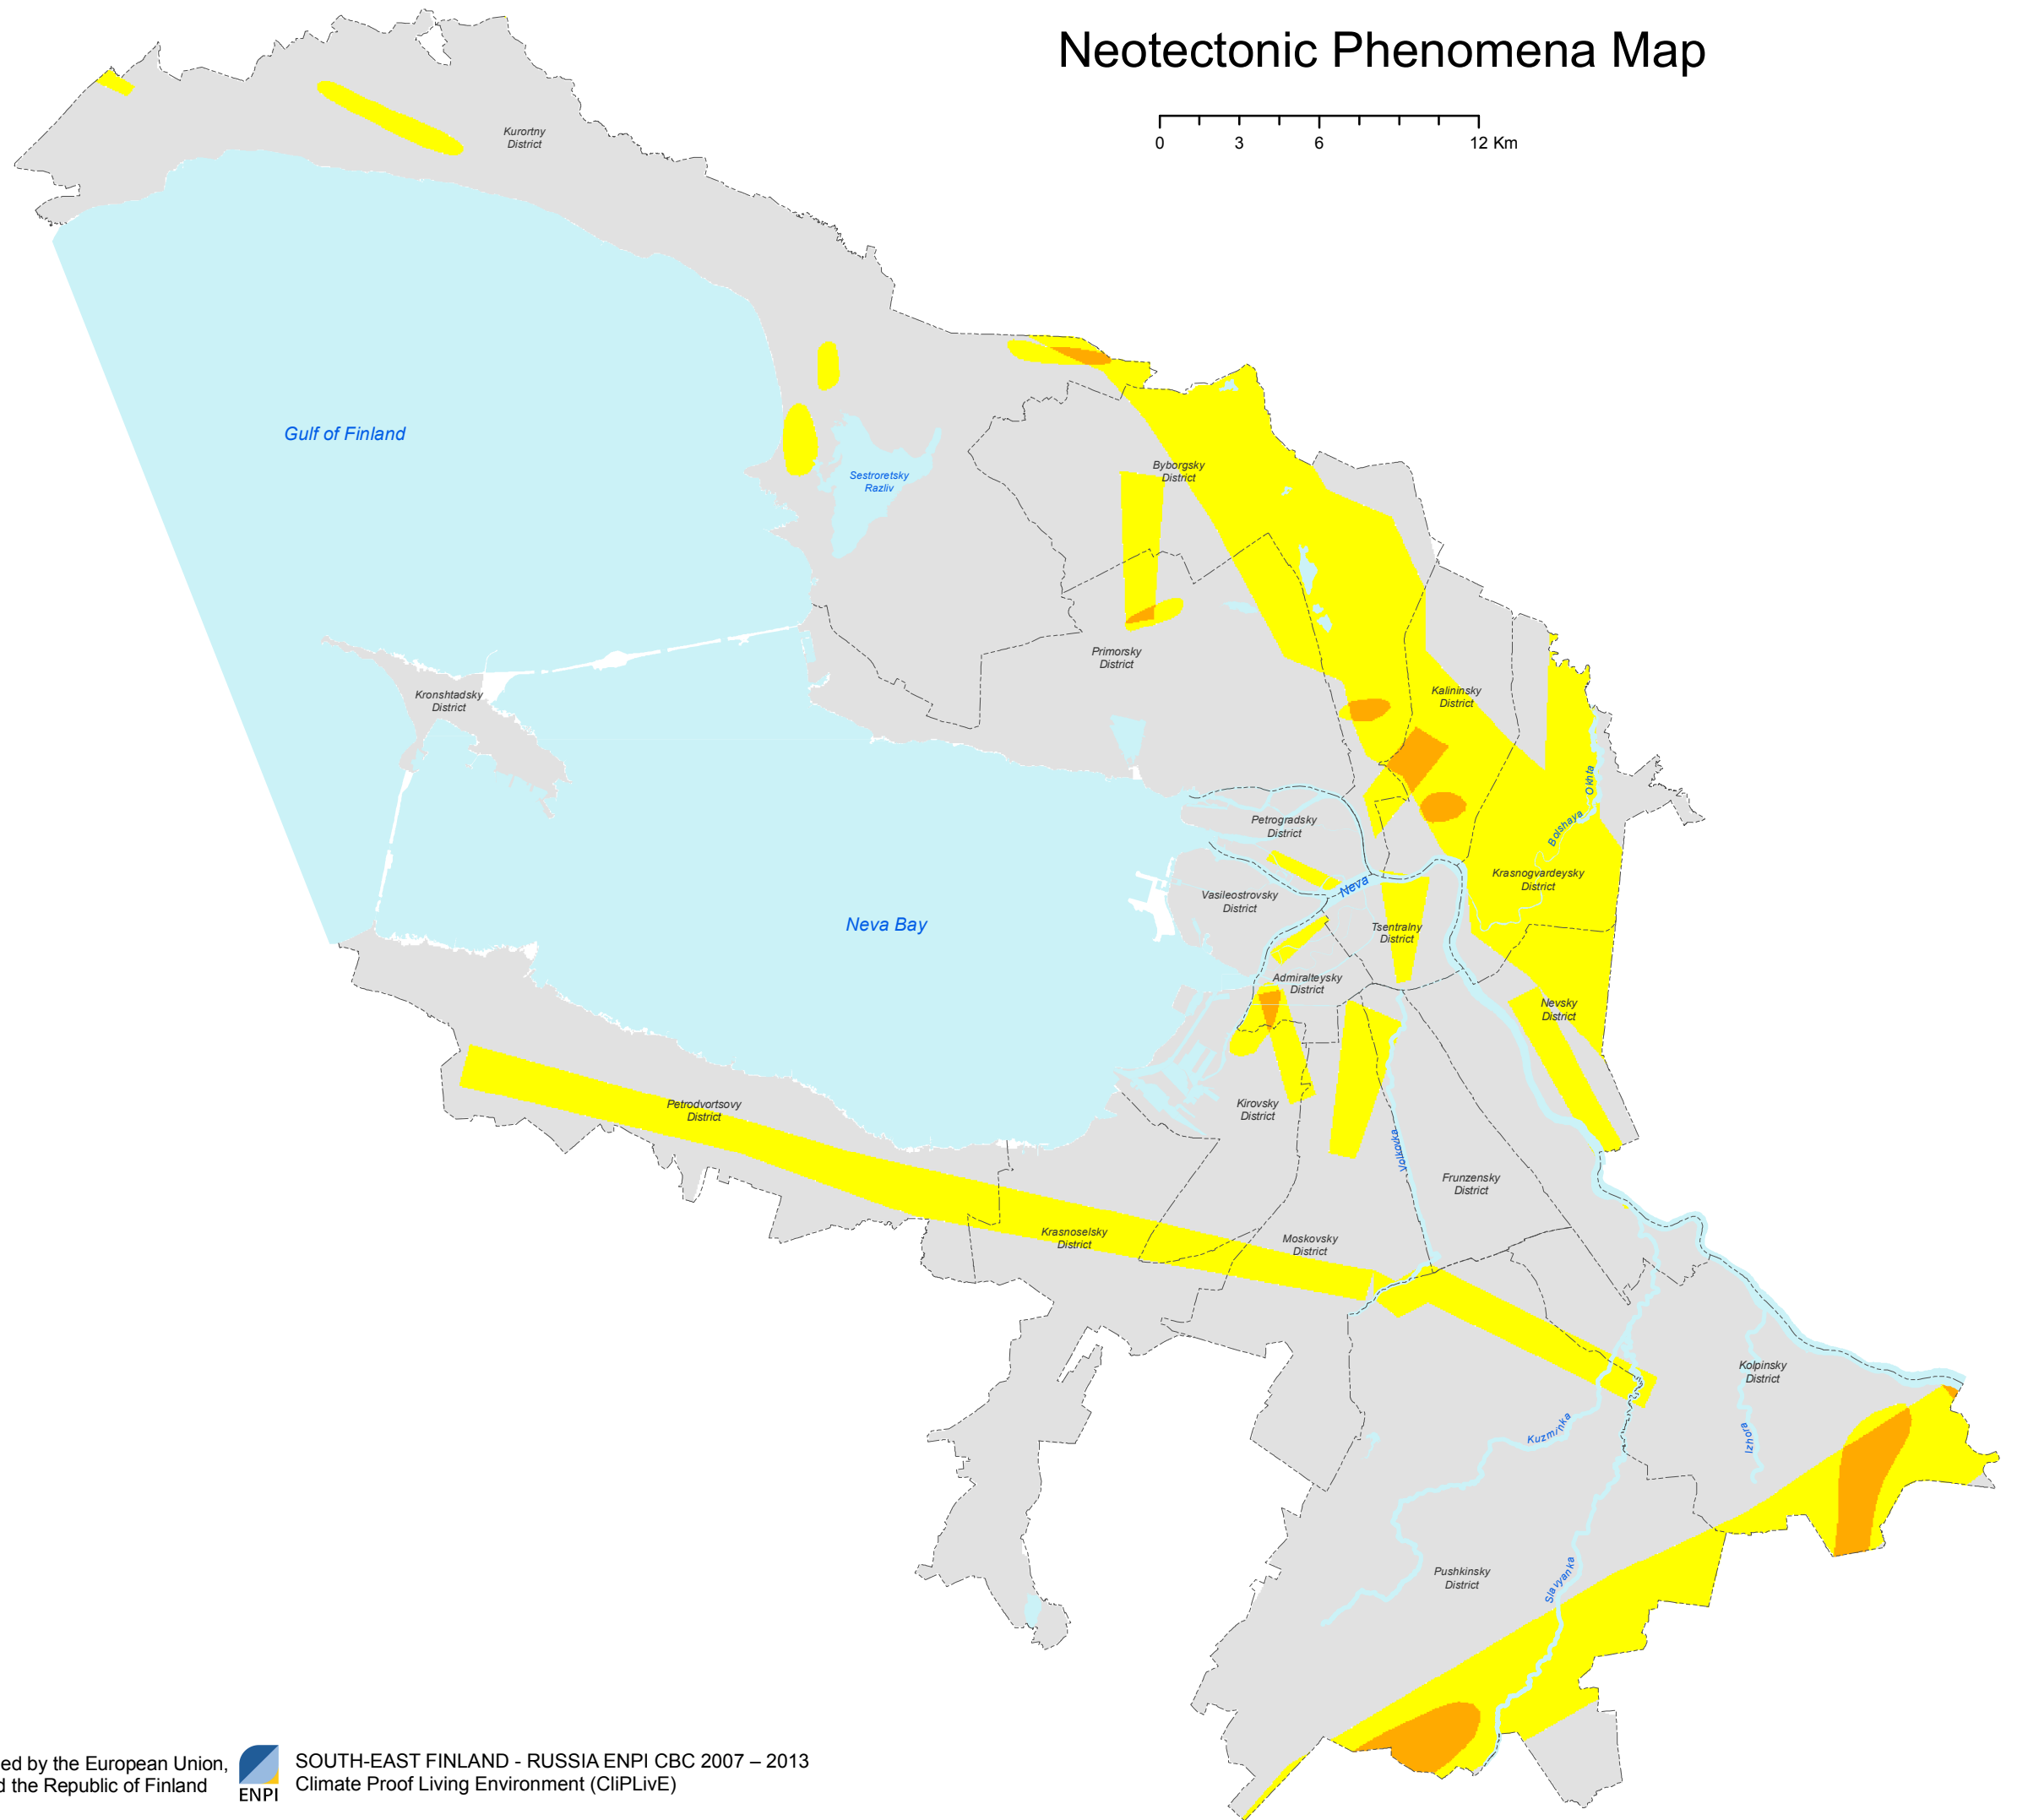 Neotectonic Phenomena Map
0 3 6 12 Km
Kurortny
District
Gulf of Finland
Sestroretsky
Razliv
Byborgsky
District
Primorsky
District
Kronshtadsky
District
Kalininsky
District
Okhta
Bolshaya
Petrogradsky
District
Krasnogvardeysky
District
Neva
Vasileostrovsky
District
Neva Bay
Tsentralny
District
Admiralteysky
District
Nevsky
District
Petrodvortsovy
District
Kirovsky
District
Volkovka
Frunzensky
District
Krasnoselsky
District
Moskovsky
District
Kolpinsky
District
Kuzminka
Izhora
Pushkinsky
District
Slavyanka
ed by the European Union,
d the Republic of Finland
ENPI
SOUTH-EAST FINLAND - RUSSIA ENPI CBC 2007 – 2013
Climate Proof Living Environment (CliPLivE)